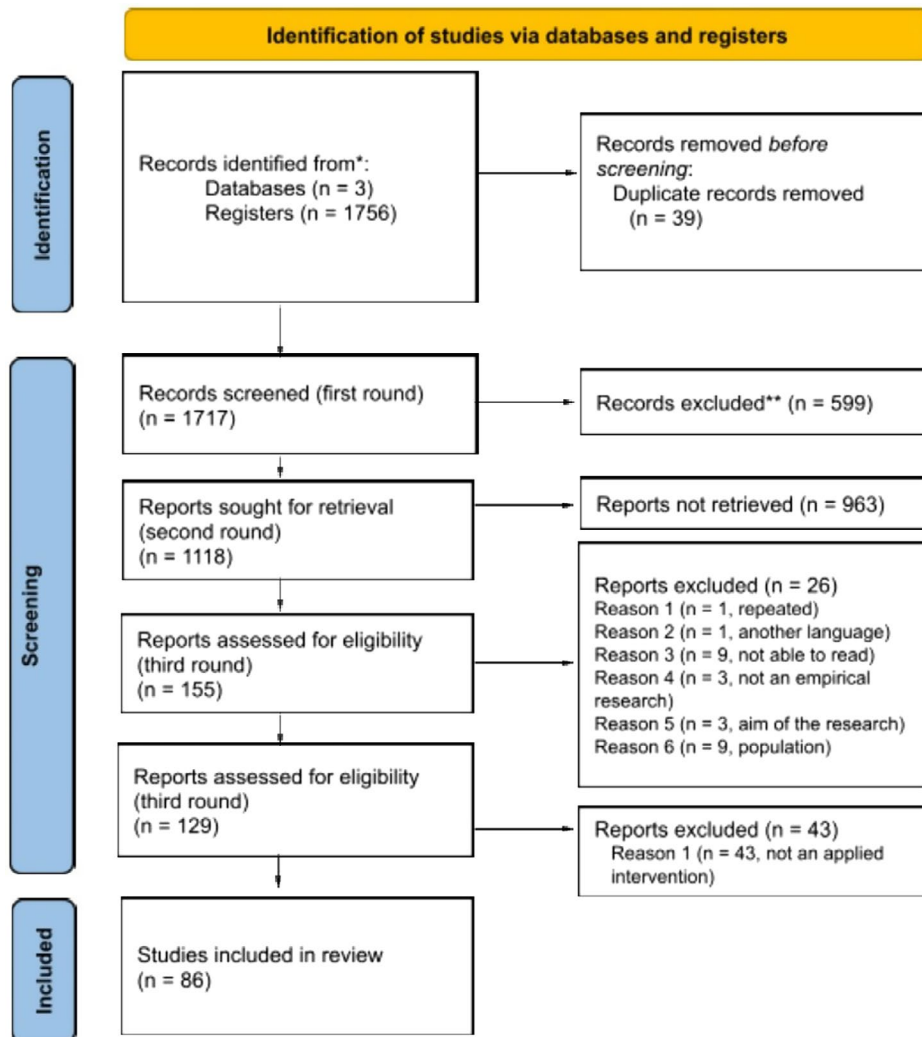 Identification of studies via databases and registers
Identification
Records identified from*:
Databases (n = 3)
Registers (n = 1756)
Records removed before
screening:
Duplicate records removed
(n = 39)
Screening
Records screened (first round)
(n = 1717)
Records excluded** (n = 599)
Reports sought for retrieval
(second round)
(n = 1118)
Reports not retrieved (n = 963)
Reports assessed for eligibility
(third round)
(n = 155)
Reports excluded (n = 26)
Reason 1 (n = 1, repeated)
Reason 2 (n = 1, another language)
Reason 3 (n = 9, not able to read)
Reason 4 (n = 3, not an empirical
research)
Reason 5 (n = 3, aim of the research)
Reason 6 (n = 9, population)
Reports assessed for eligibility
(third round)
(n = 129)
Reports excluded (n = 43)
Reason 1 (n = 43, not an applied
intervention)
Included
Studies included in review
(n = 86)